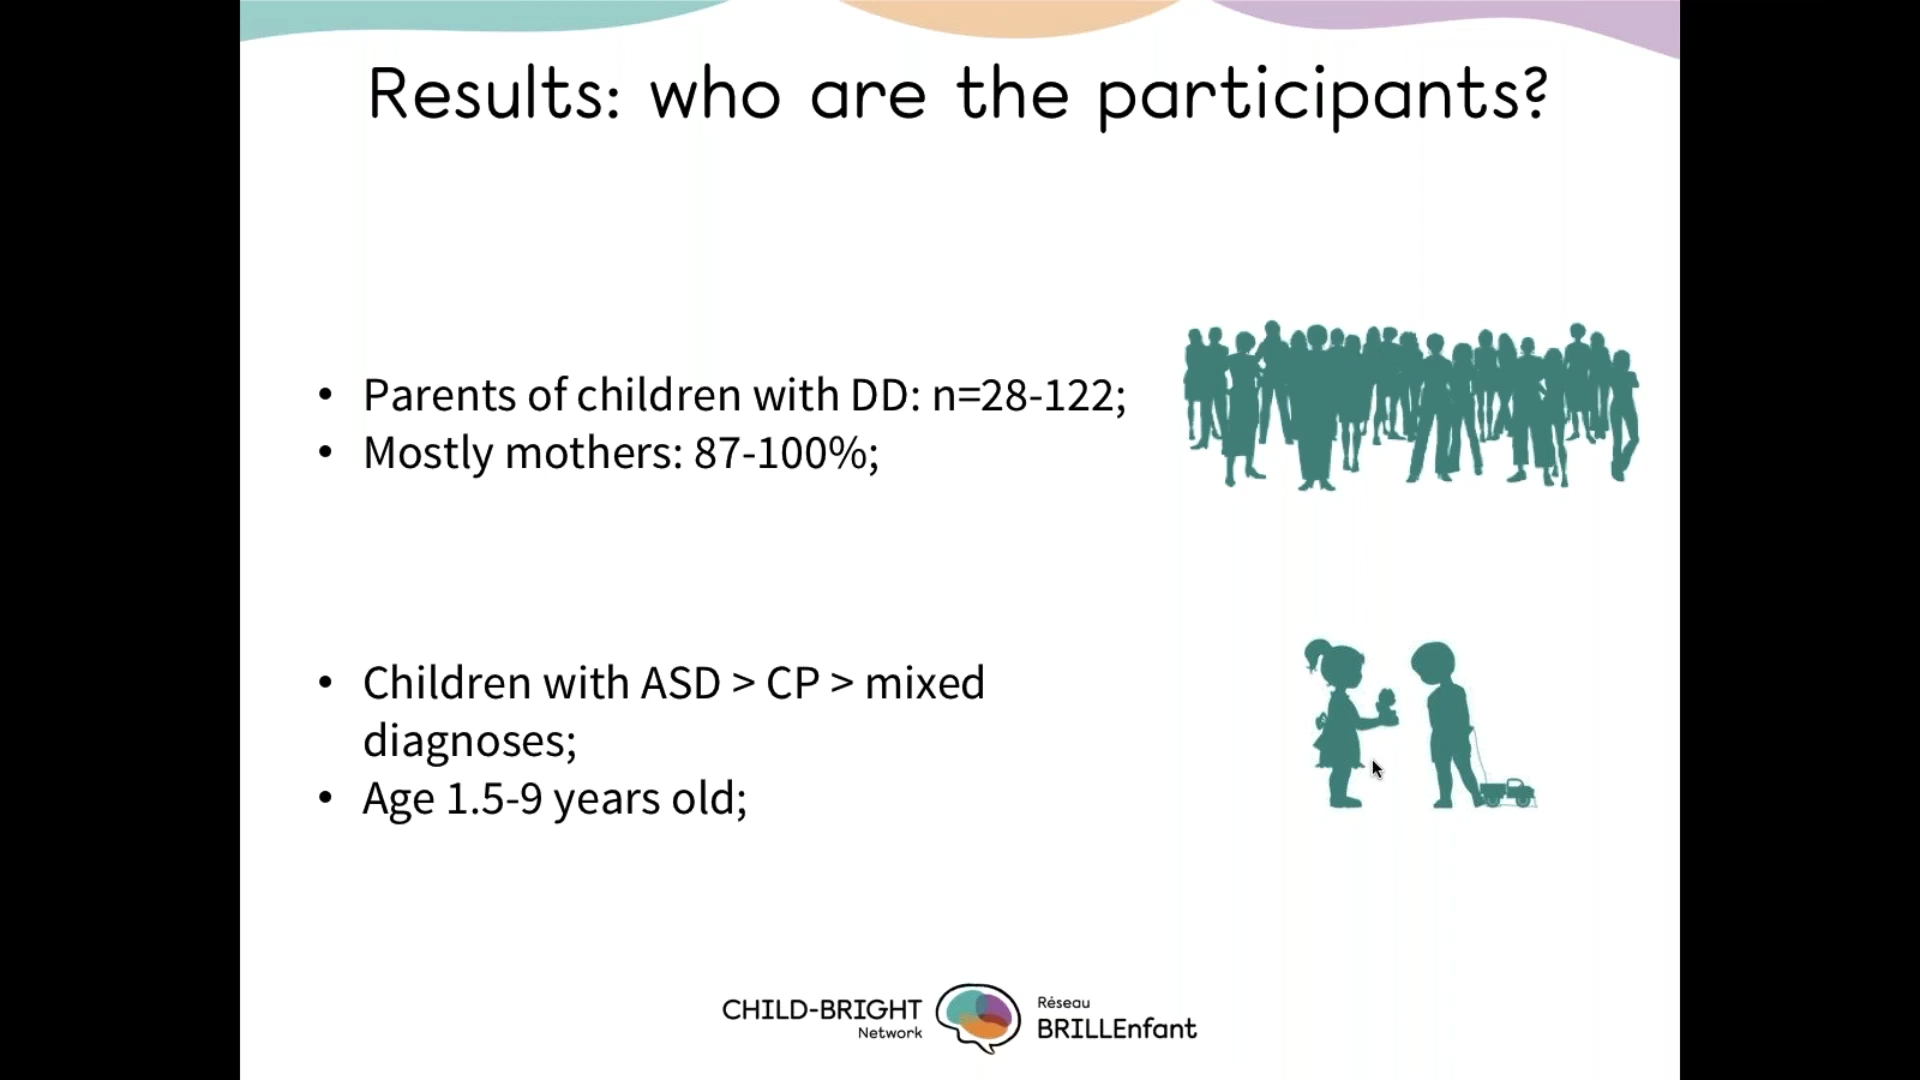 Results: who are the participants?
• Parents of children with DD: n=28-122;
• Mostly mothers: 87-100%;
• Children with ASD > CP > mixed
diagnoses;
• Age 1.5-9 years old;
CHILD-BRIGHT
Network
Réseau
BRILLEnfant